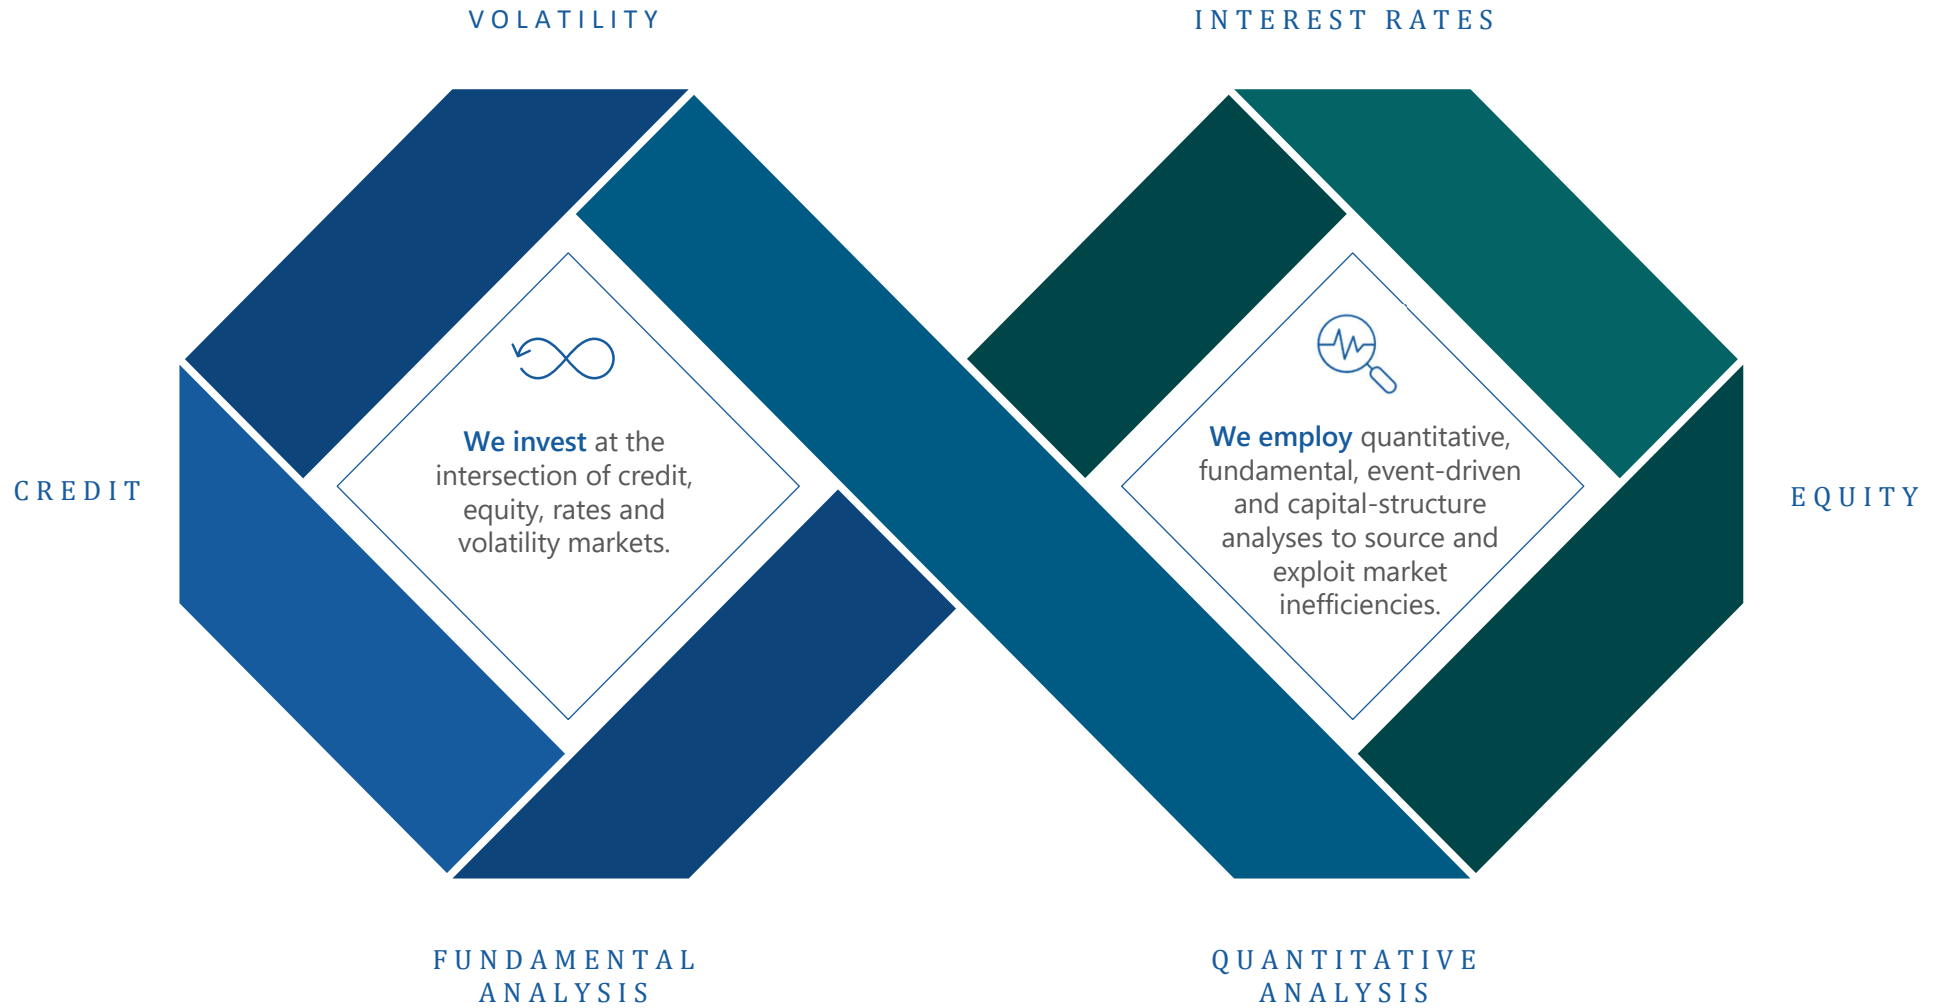 VOLATILITY
INTEREST RATES
CREDIT
We invest at the
intersection of credit,
equity, rates and
volatility markets.
We employ quantitative,
fundamental, event-driven
and capital-structure
analyses to source and
exploit market
inefficiencies.
EQUITY
FUNDAMENTAL
ANALYSIS
QUANTITATIVE
ANALYSIS